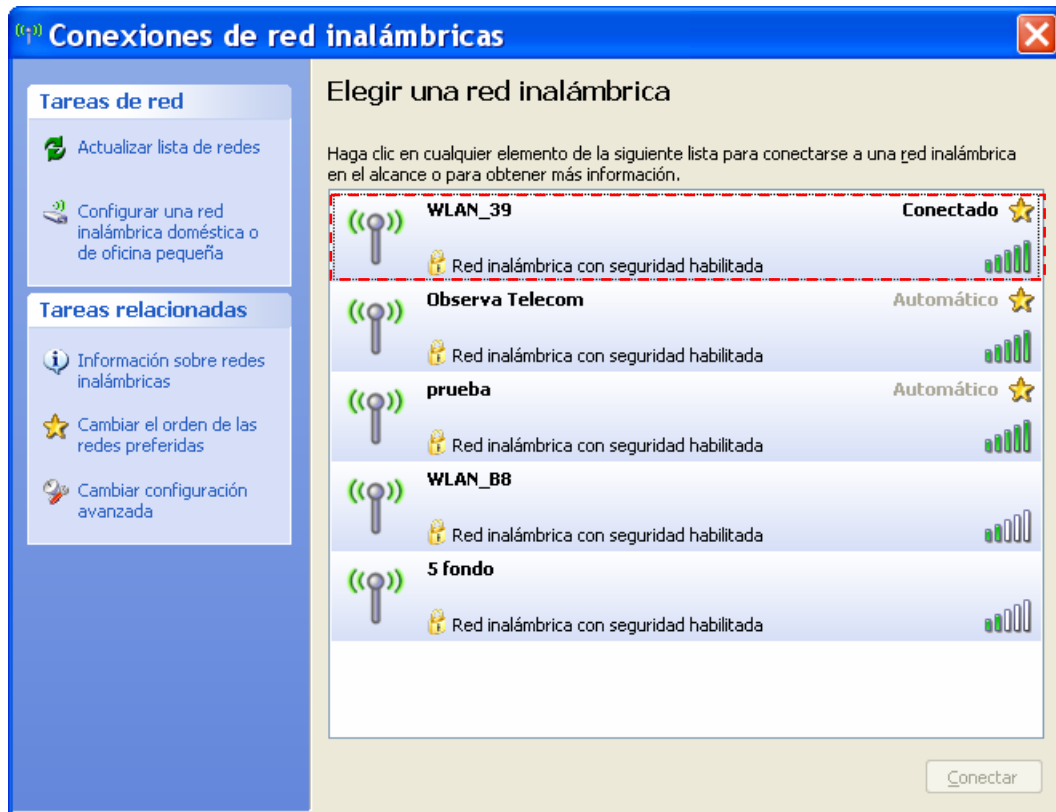 Conexiones de red inalámbricas
Tareas de red
Actualizar lista de redes
Configurar una red
inalámbrica doméstica o
de oficina pequeña
Tareas relacionadas
Información sobre redes
inalámbricas
Cambiar el orden de las
redes preferidas
Cambiar configuración
avanzada
Elegir una red inalámbrica
Haga clic en cualquier elemento de la siguiente lista para conectarse a una red inalámbrica
en el alcance o para obtener más información.
WLAN_39 Conectado
Red inalámbrica con seguridad habilitada
Observa Telecom Automático
Red inalámbrica con seguridad habilitada
prueba Automático
Red inalámbrica con seguridad habilitada
WLAN_B8
Red inalámbrica con seguridad habilitada
5 fondo
Red inalámbrica con seguridad habilitada
Conectar